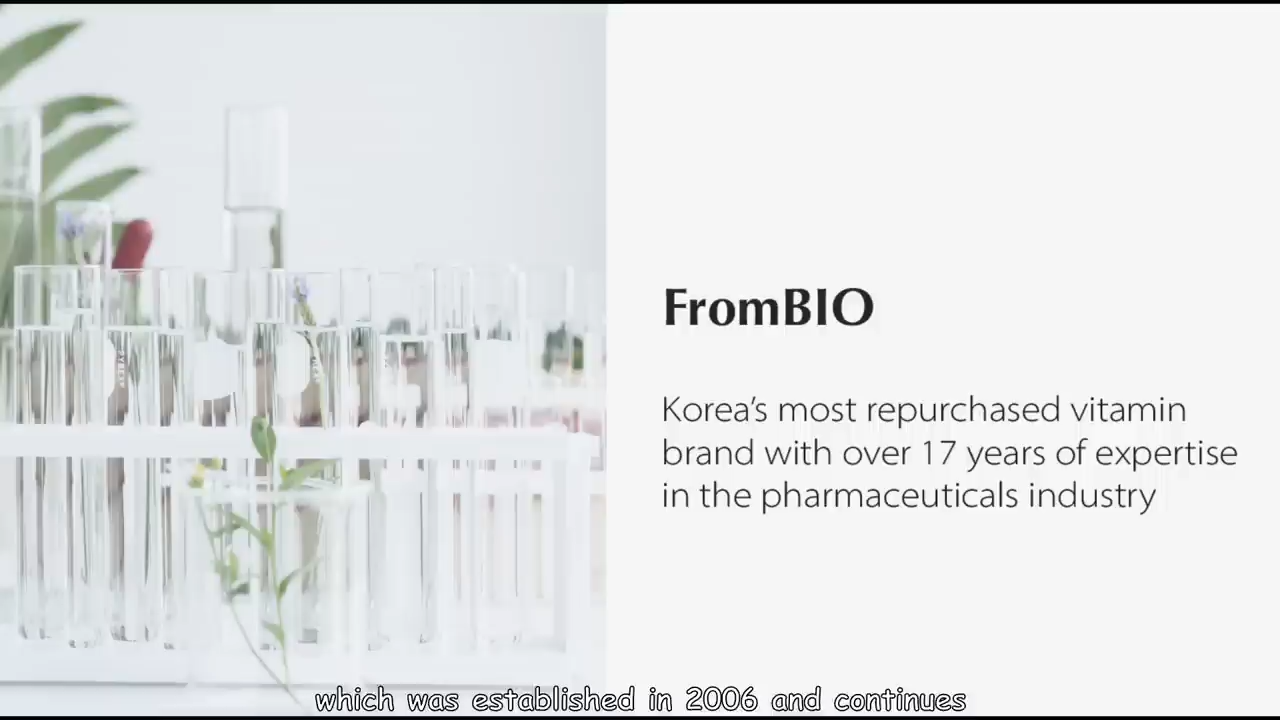 FromBIO
Korea's most repurchased vitamin
brand with over 17 years of expertise
in the pharmaceuticals industry
which was established in 2006 and continues